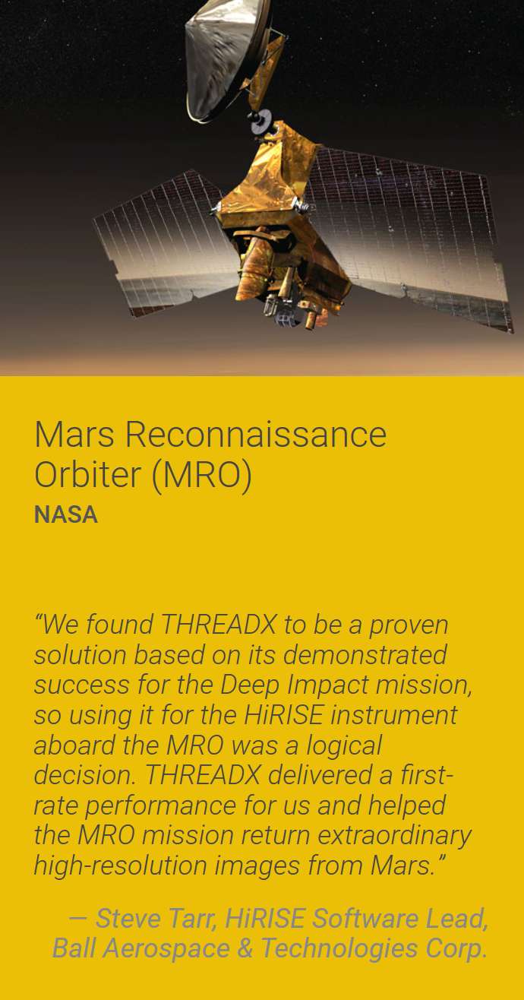 Mars Reconnaissance
Orbiter (MRO)
NASA
“We found THREADX to be a proven
solution based on its demonstrated
success for the Deep Impact mission,
so using it for the HiRISE instrument
aboard the MRO was a logical
decision. THREADX delivered a first-
rate performance for us and helped
the MRO mission return extraordinary
high-resolution images from Mars.”
— Steve Tarr, HiRISE Software Lead,
Ball Aerospace & Technologies Corp.